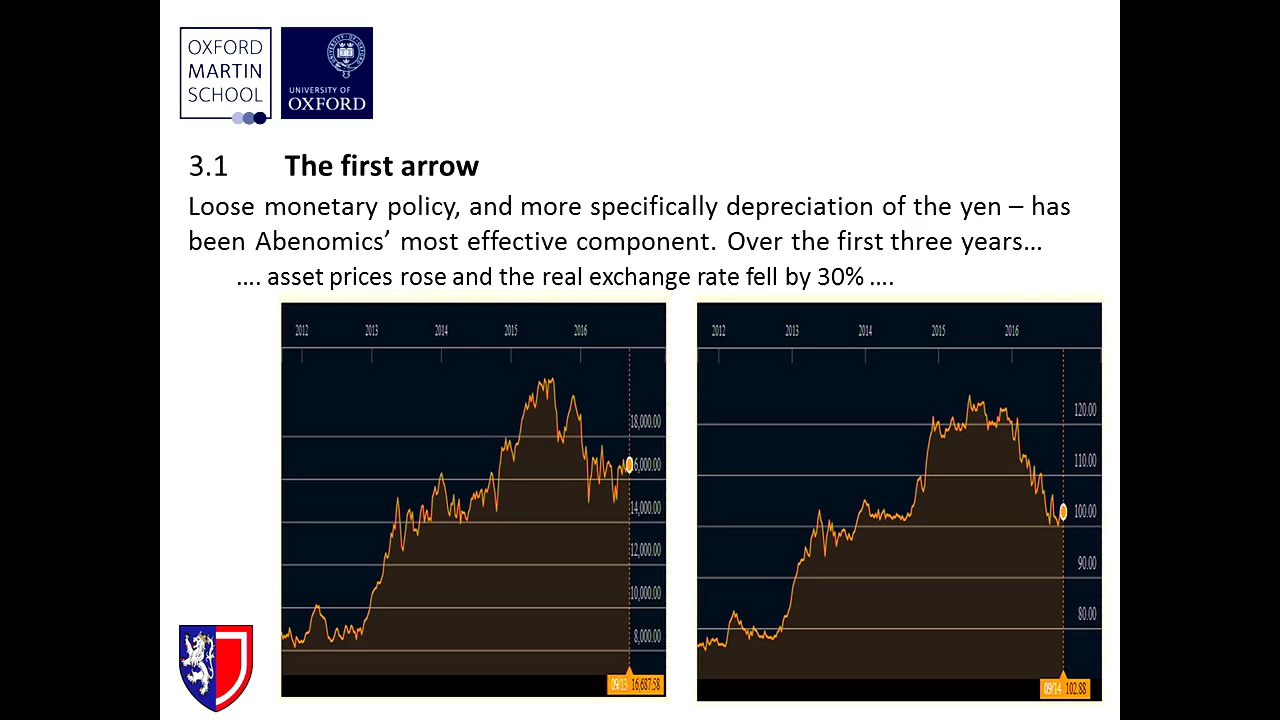 OXFORD
MARTIN
SCHOOL
UNIVERSITY OF
OXFORD
3.1 The first arrow
Loose monetary policy, and more specifically depreciation of the yen – has
been Abenomics’ most effective component. Over the first three years…
…. asset prices rose and the real exchange rate fell by 30% ….
2012 2013 2014 2015 2016
18,000.00
16,000.00
14,000.00
12,000.00
10,000.00
8,000.00
09/13 16,687.58
2012 2013 2014 2015 2016
120.00
110.00
100.00
90.00
80.00
09/14 102.88